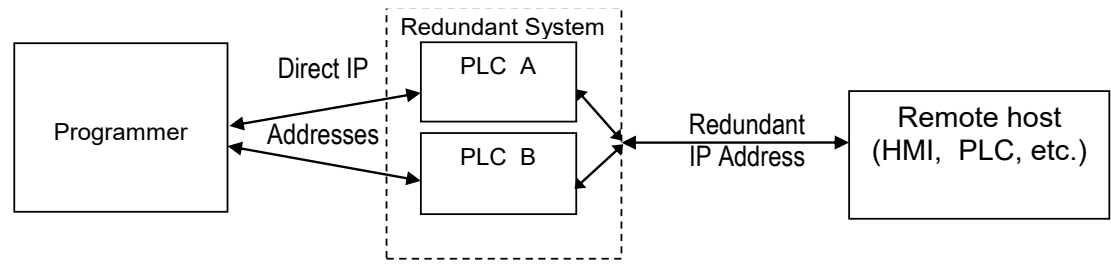 Redundant System
Programmer
Direct IP
Addresses
PLC A
PLC B
Redundant
IP Address
Remote host
(HMI, PLC, etc.)